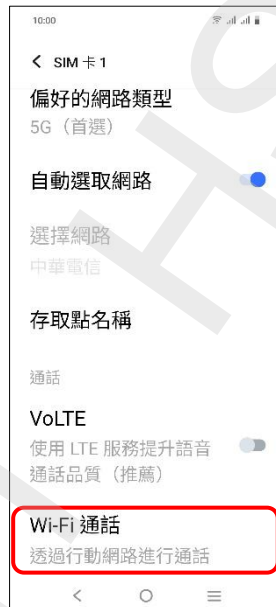 10:00
SIM 卡 1
偏好的網路類型
5G（首選）
自動選取網路
選擇網路
中華電信
存取點名稱
通話
VoLTE
使用 LTE 服務提升語音
通話品質（推薦）
Wi-Fi 通話
透過行動網路進行通話